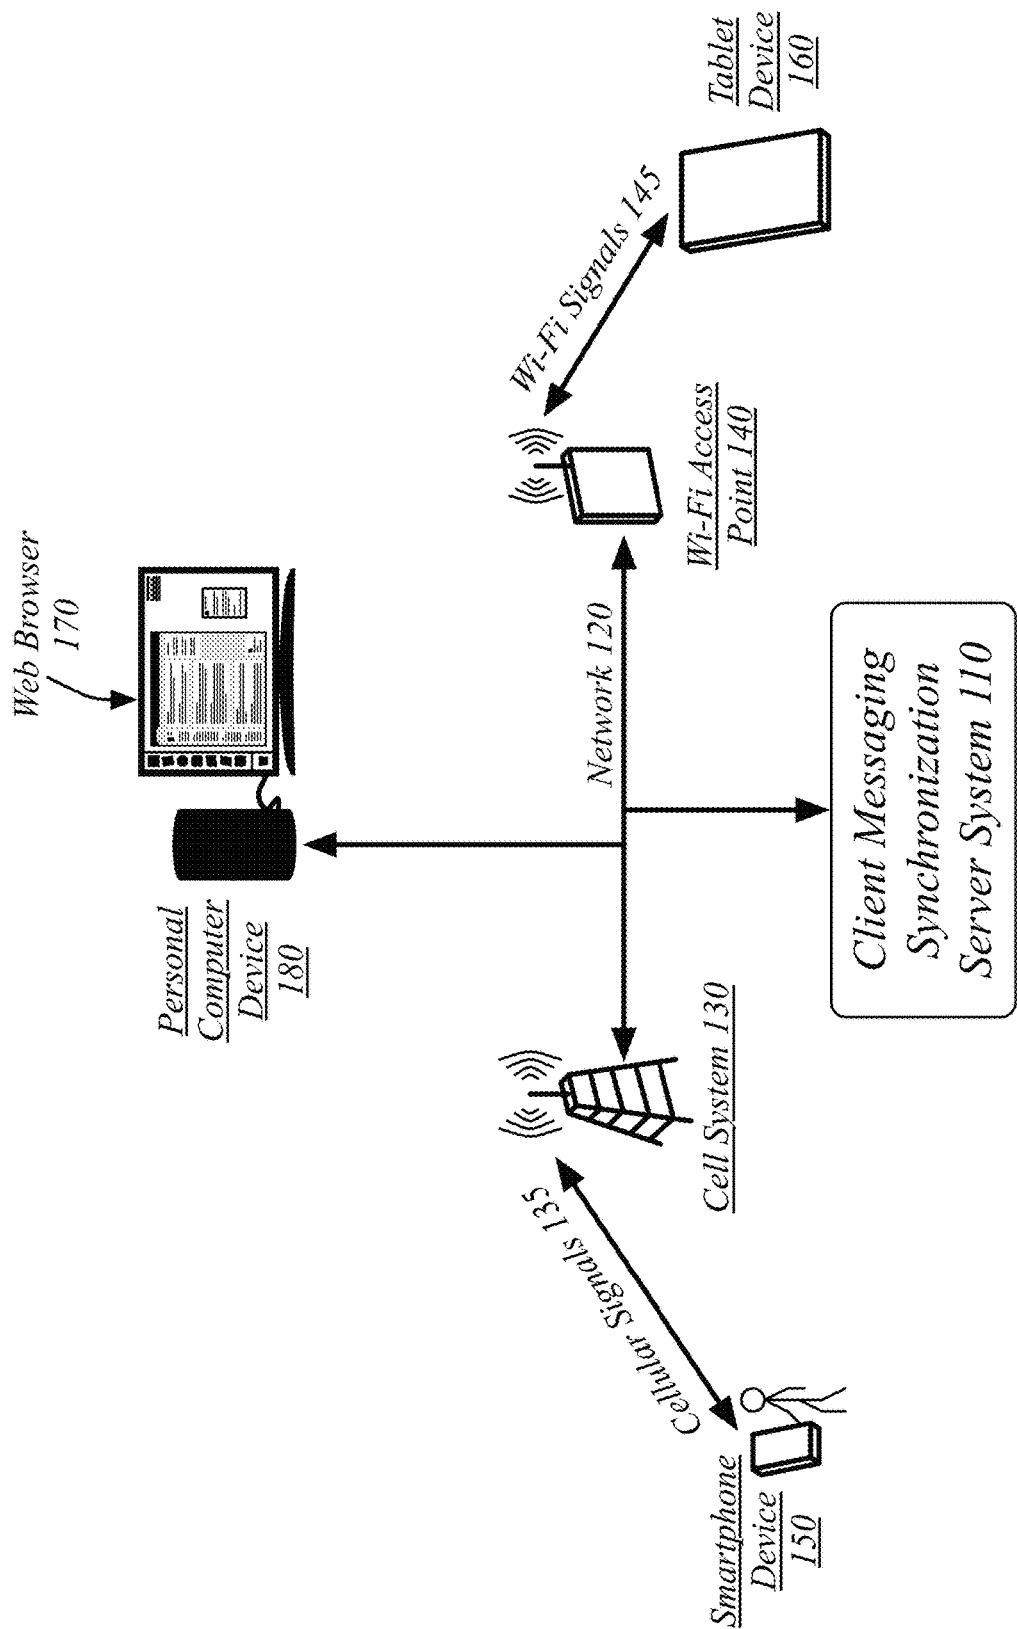 Web Browser
170
Personal
Computer
Device
180
Wi-Fi Signals 145
Tablet
Device
160
Cellular Signals 135
Network 120
Wi-Fi Access
Point 140
Cell System 130
Smartphone
Device
150
Client Messaging
Synchronization
Server System 110